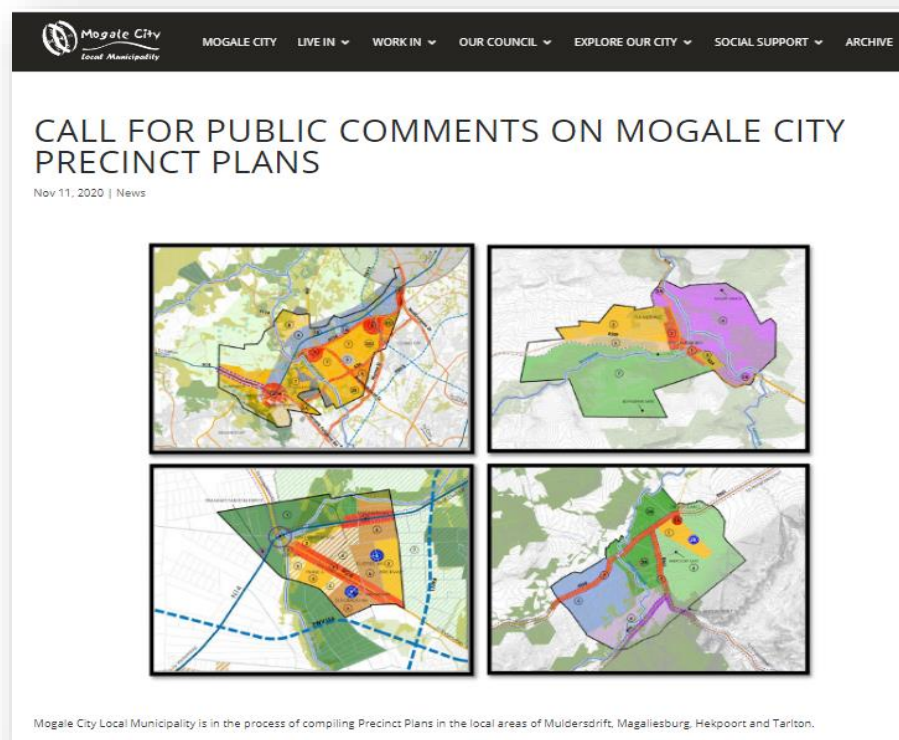 Mogale City
Local Municipality
MOGALE CITY LIVE IN WORK IN OUR COUNCIL EXPLORE OUR CITY SOCIAL SUPPORT ARCHIVE
CALL FOR PUBLIC COMMENTS ON MOGALE CITY
PRECINCT PLANS
Nov 11, 2020 | News
N14
Mogale City Local Municipality is in the process of compiling Precinct Plans in the local areas of Muldersdrift, Magaliesburg, Hekpoort and Tarlton.